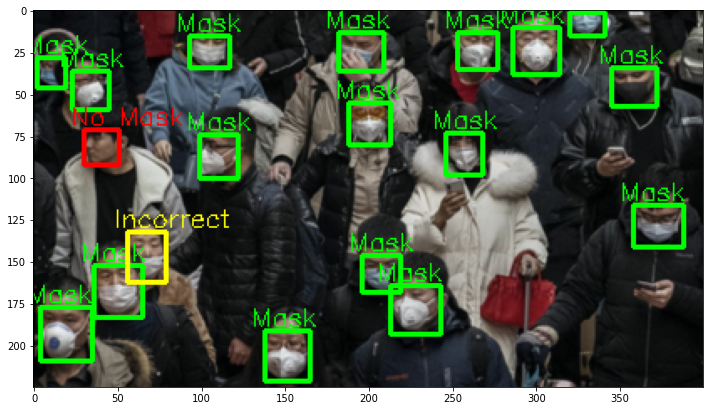 0
Mask Mask Mask Mask
25
Mask Mask Mask
50
Mask
75
No Mask Mask Mask
100
Mask
125
Incorrect
150
Mask Mask
175
Mask Mask
200
Mask
0 50 100 150 200 250 300 350